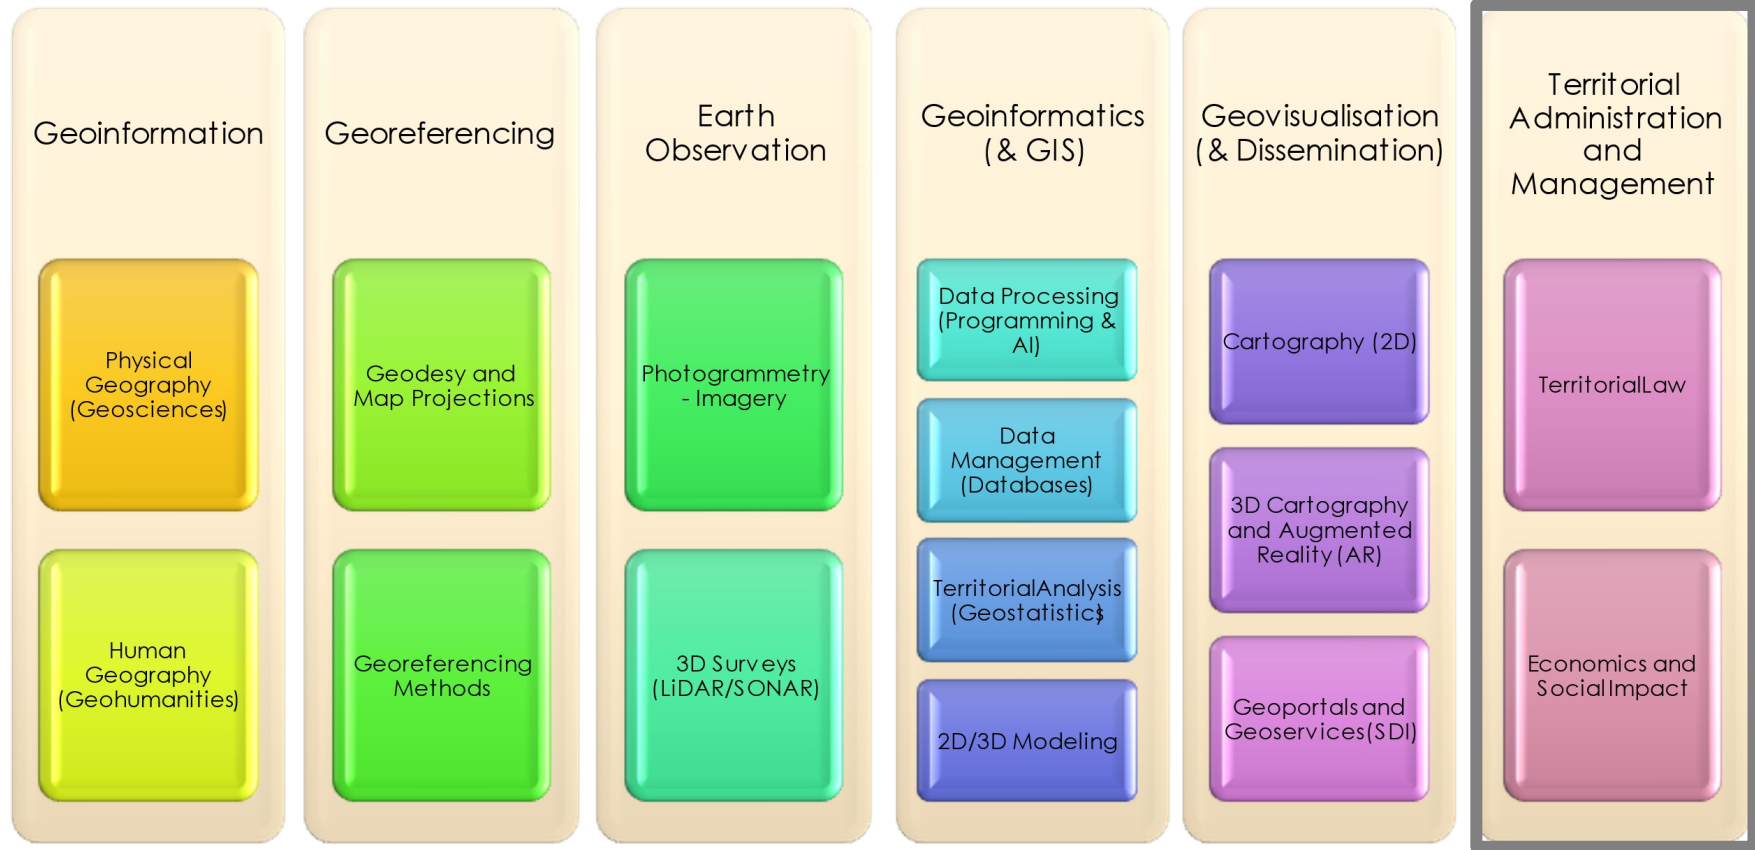 Geoinformation
Physical
Geography
(Geosciences)
Human
Geography
(Geohumanities)
Georeferencing
Geodesy and
Map Projections
Georeferencing
Methods
Earth
Observation
Photogrammetry
- Imagery
3D Surveys
(LiDAR/SONAR)
Geoinformatics
(& GIS)
Data Processing
(Programming &
AI)
Data
Management
(Databases)
TerritorialAnalysis
(Geostatistics)
2D/3D Modeling
Geovisualisation
(& Dissemination)
Cartography (2D)
3D Cartography
and Augmented
Reality (AR)
Geoportals and
Geoservices(SDI)
Territorial
Administration
and
Management
TerritorialLaw
Economics and
Social Impact